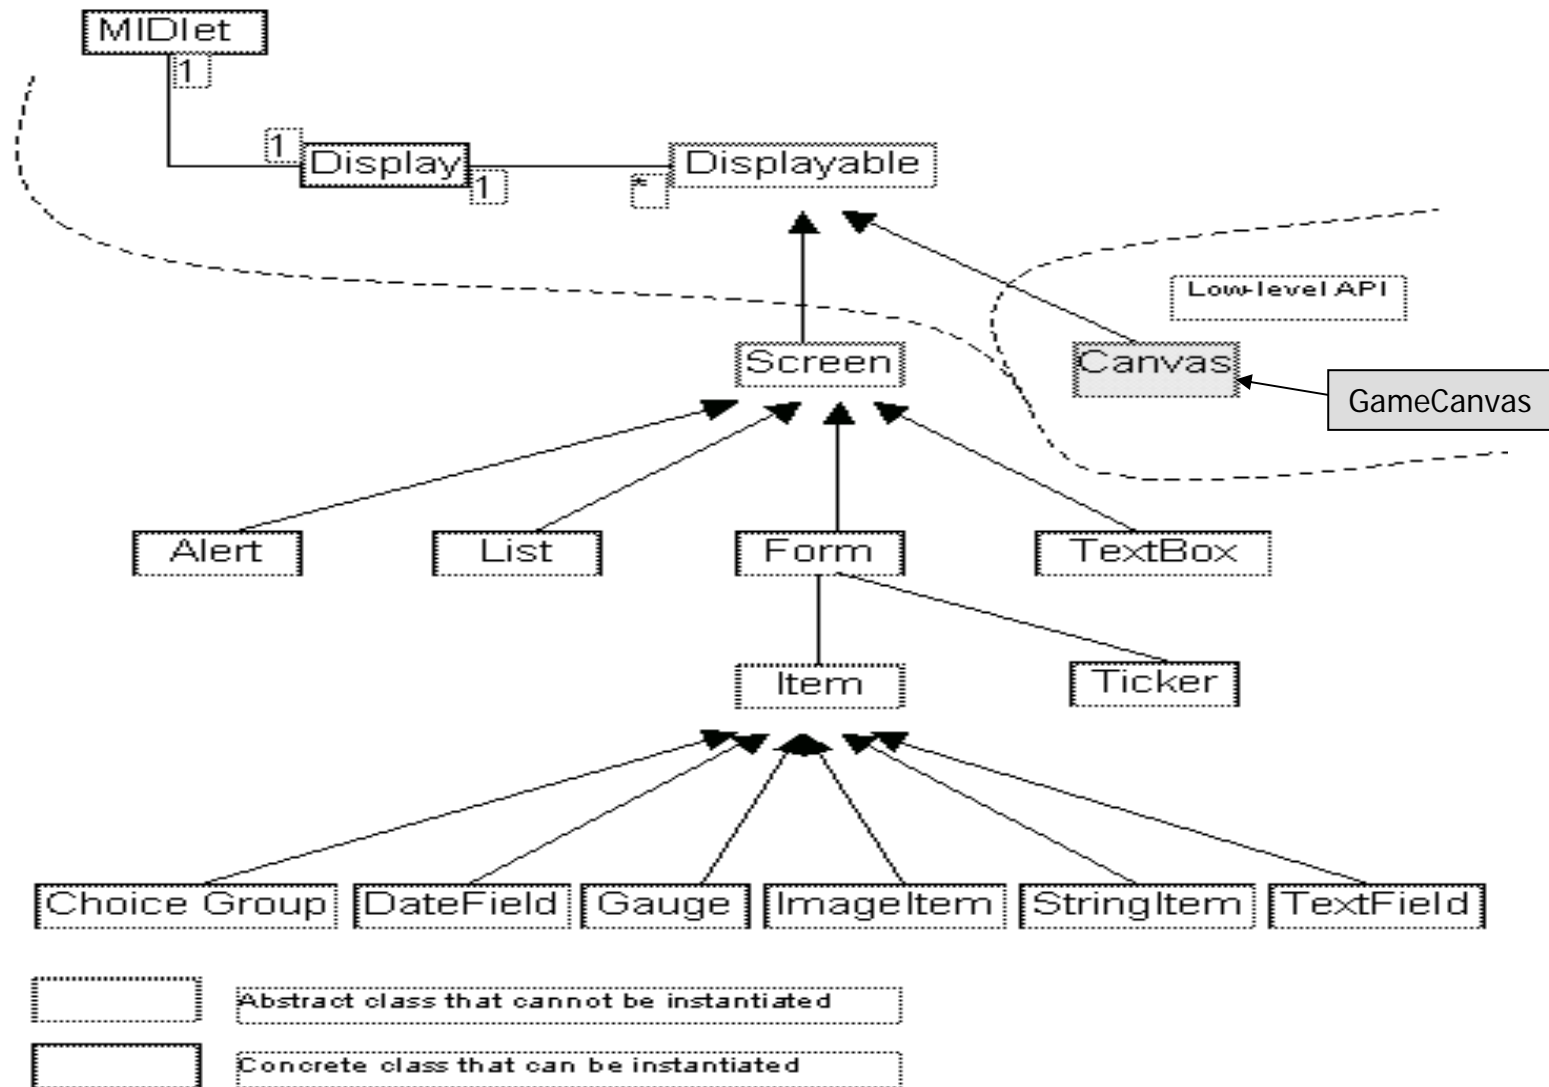 MIDlet
1
1
Display
1
*
Displayable
Low-level API
Screen
Canvas
GameCanvas
Alert
List
Form
TextBox
Item
Ticker
Choice Group
DateField
Gauge
ImageItem
StringItem
TextField
Abstract class that cannot be instantiated
Concrete class that can be instantiated